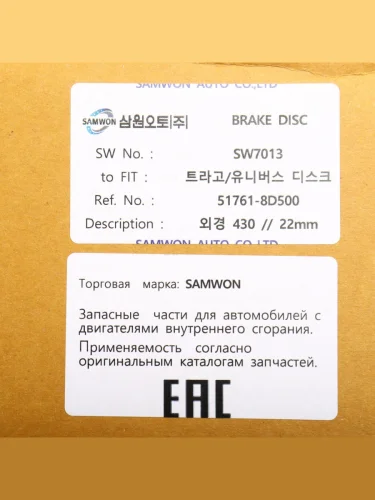 SAMWON AUTO CO.,LTD
SAMWON 삼원오토(주) BRAKE DISC
SW No. : SW7013
to FIT : 트라고/유니버스 디스크
Ref. No. : 51761-8D500
Description : 외경 430 // 22mm
SAMWON AUTO CO.,LTD
Торговая марка: SAMWON
Запасные части для автомобилей с
двигателями внутреннего сгорания.
Применяемость согласно
оригинальным каталогам запчастей.
EAC